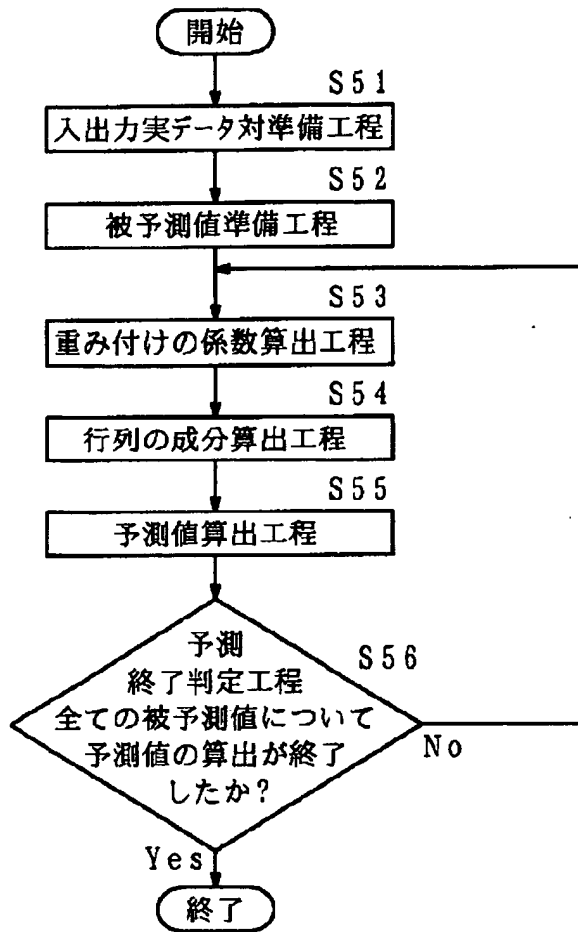 開始
S51
入出力実データ対準備工程
S52
被予測値準備工程
S53
重み付けの係数算出工程
S54
行列の成分算出工程
S55
予測値算出工程
予測
S56
終了判定工程
全ての被予測値について
予測値の算出が終了
したか?
No
Yes
終了